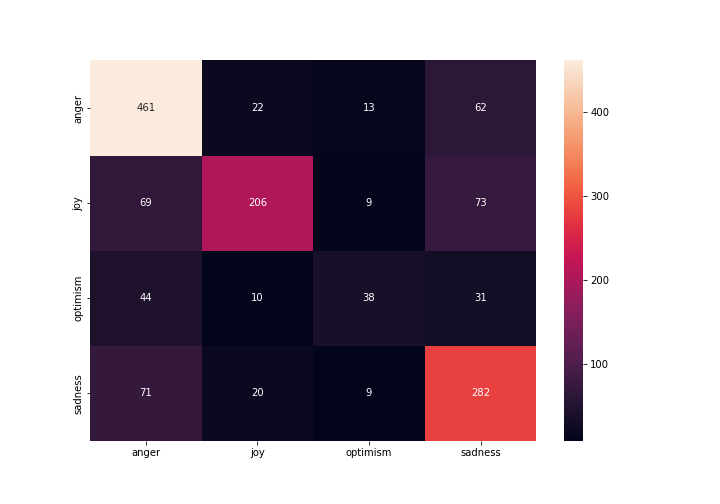 anger 461 22 13 62
joy 69 206 9 73
optimism 44 10 38 31
sadness 71 20 9 282
anger joy optimism sadness
400
300
200
100